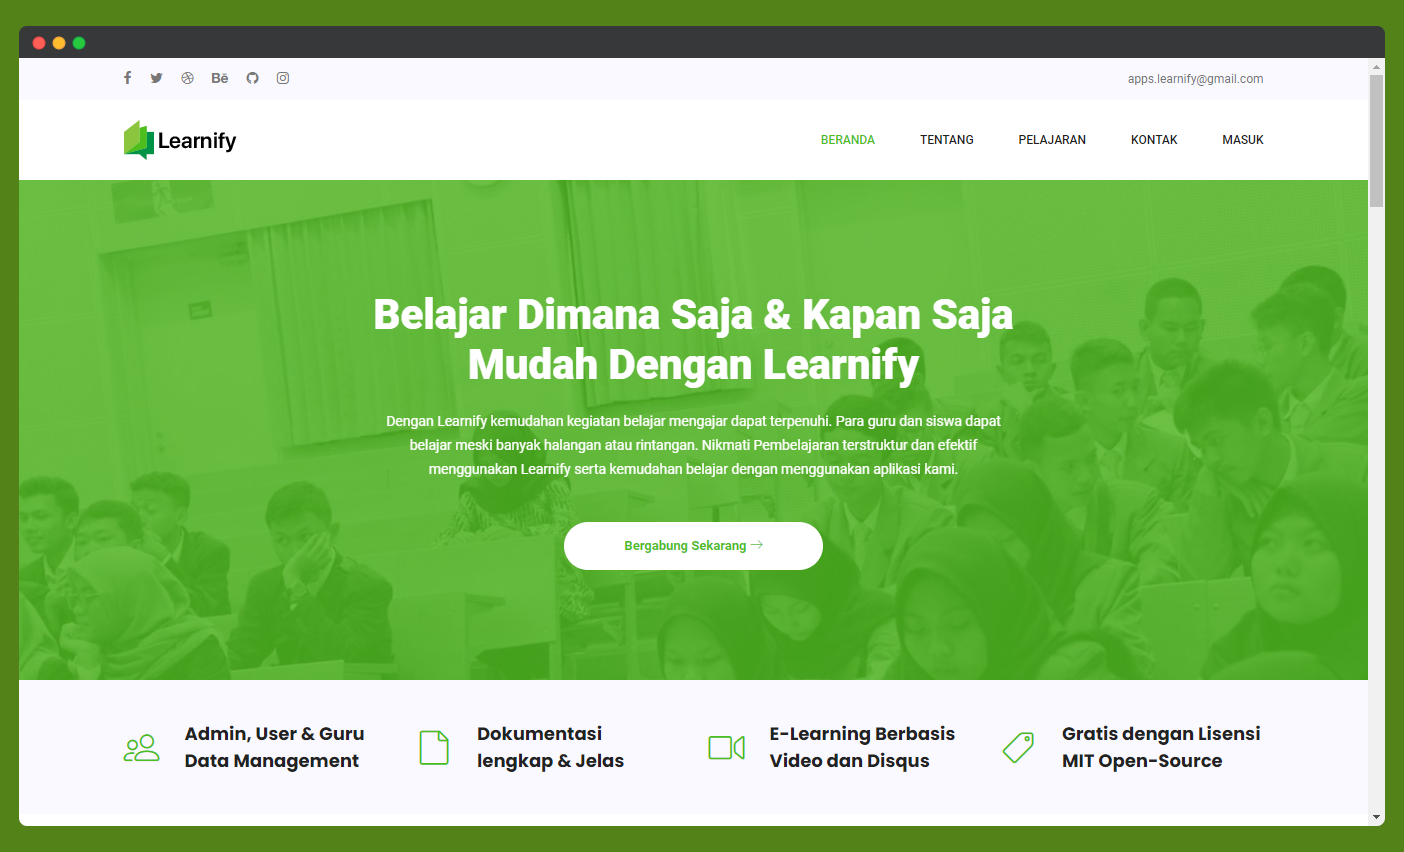 apps.learnify@gmail.com
Learnify
BERANDA TENTANG PELAJARAN KONTAK MASUK
Belajar Dimana Saja & Kapan Saja
Mudah Dengan Learnify
Dengan Learnify kemudahan kegiatan belajar mengajar dapat terpenuhi. Para guru dan siswa dapat
belajar meski banyak halangan atau rintangan. Nikmati Pembelajaran terstruktur dan efektif
menggunakan Learnify serta kemudahan belajar dengan menggunakan aplikasi kami.
Bergabung Sekarang →
Admin, User & Guru
Data Management
Dokumentasi
lengkap & Jelas
E-Learning Berbasis
Video dan Disqus
Gratis dengan Lisensi
MIT Open-Source